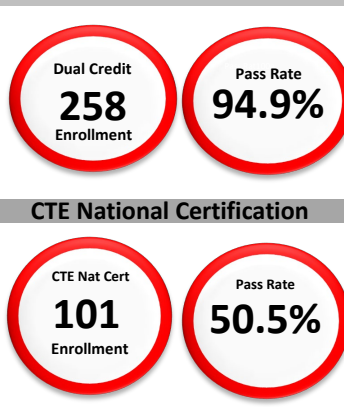 Dual Credit
258
Enrollment
Pass Rate
94.9%
CTE National Certification
CTE Nat Cert
101
Enrollment
Pass Rate
50.5%